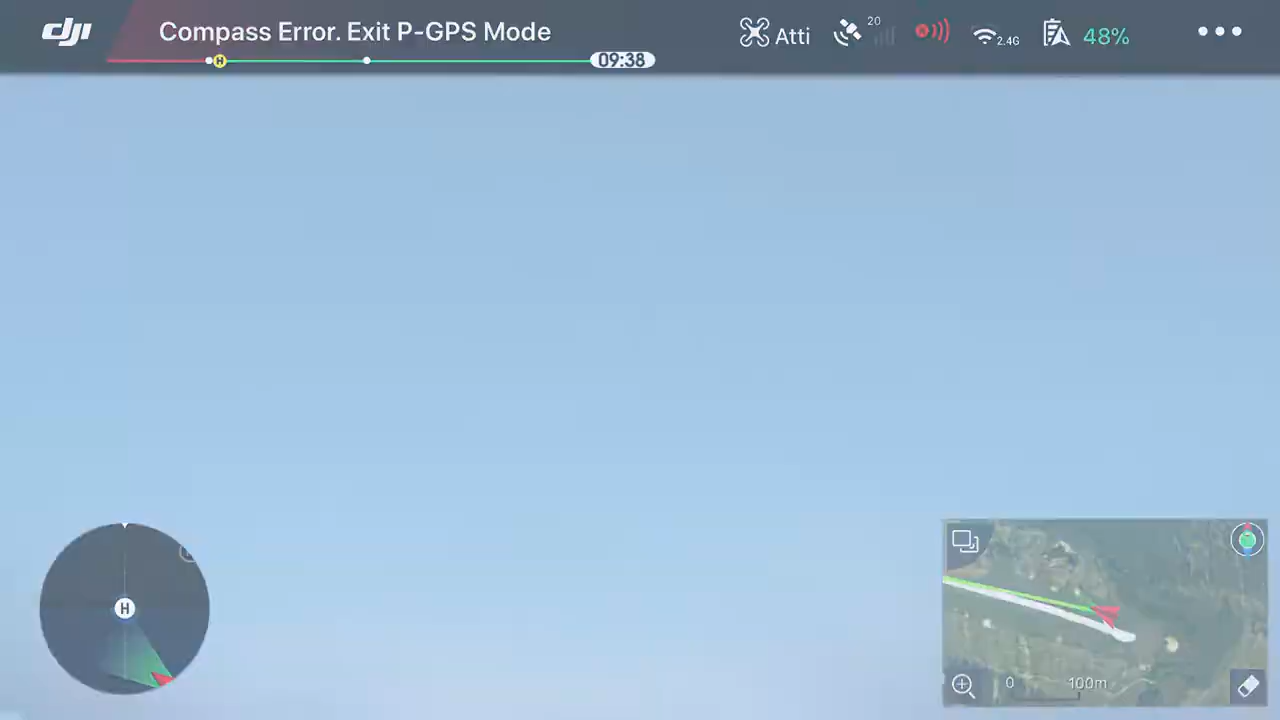 dji
Compass Error. Exit P-GPS Mode
H
09:38
Atti
20
2.4G
48%
H
0
100m